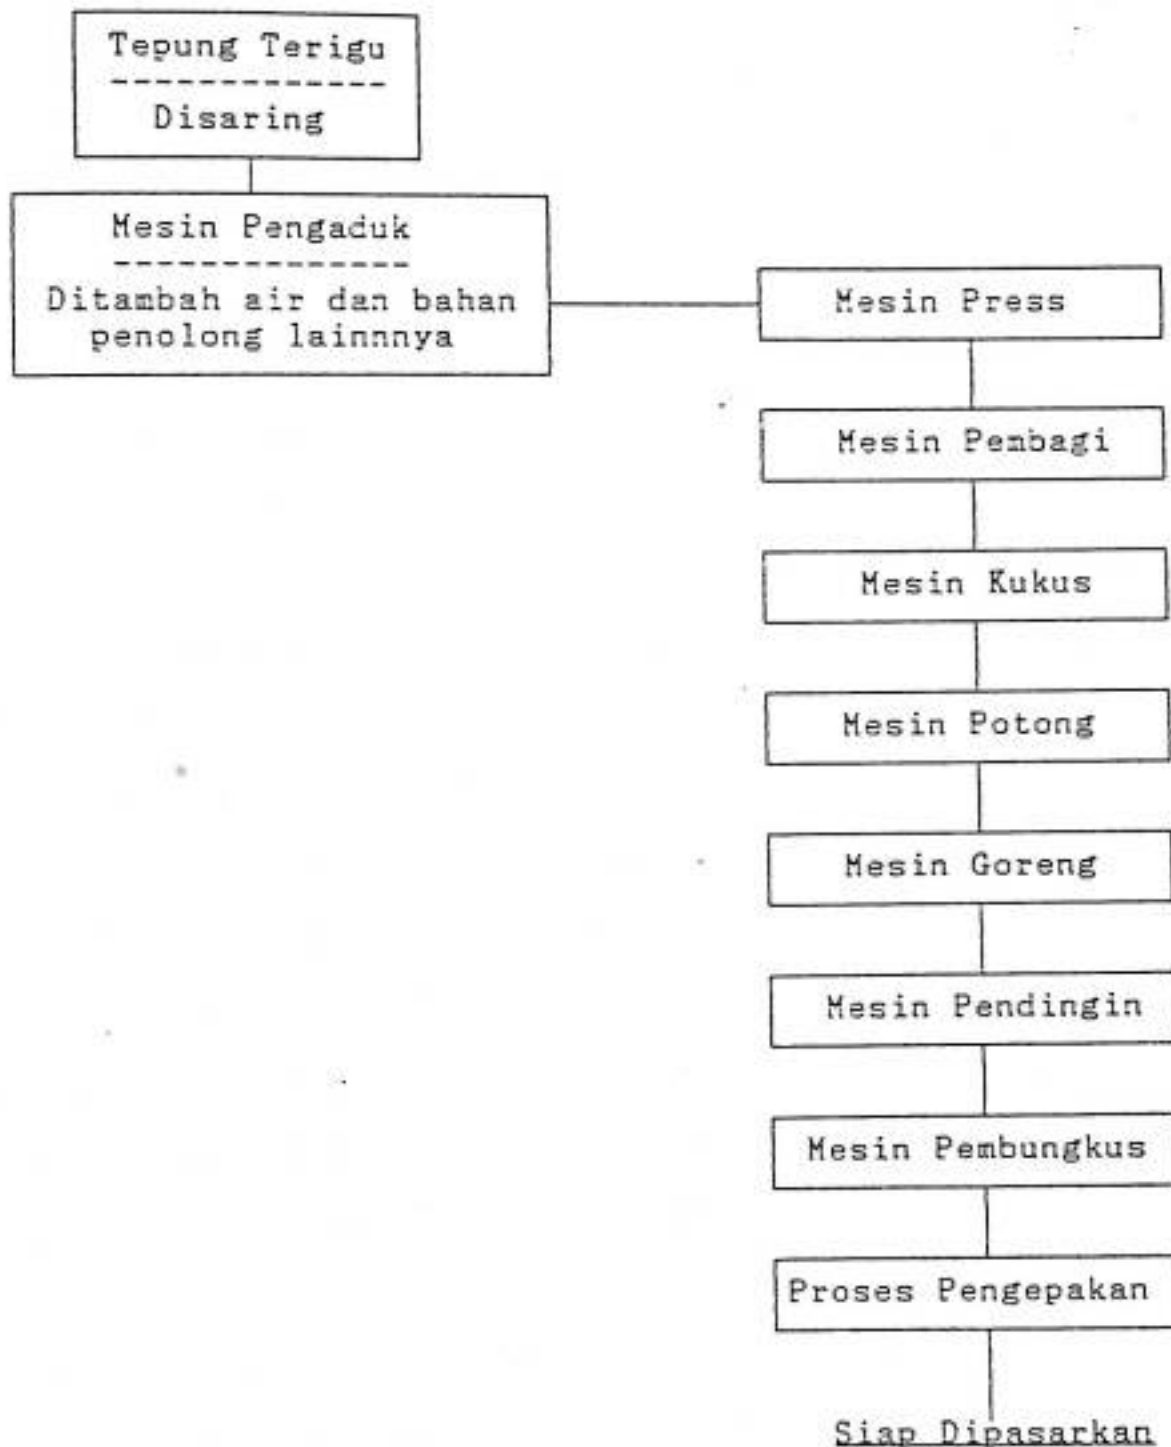 Tepung Terigu
-------------
Disaring
Mesin Pengaduk
--------------
Ditambah air dan bahan
penolong lainnnya
Mesin Press
Mesin Pembagi
Mesin Kukus
Mesin Potong
Mesin Goreng
Mesin Pendingin
Mesin Pembungkus
Proses Pengepakan
Siap Dipasarkan